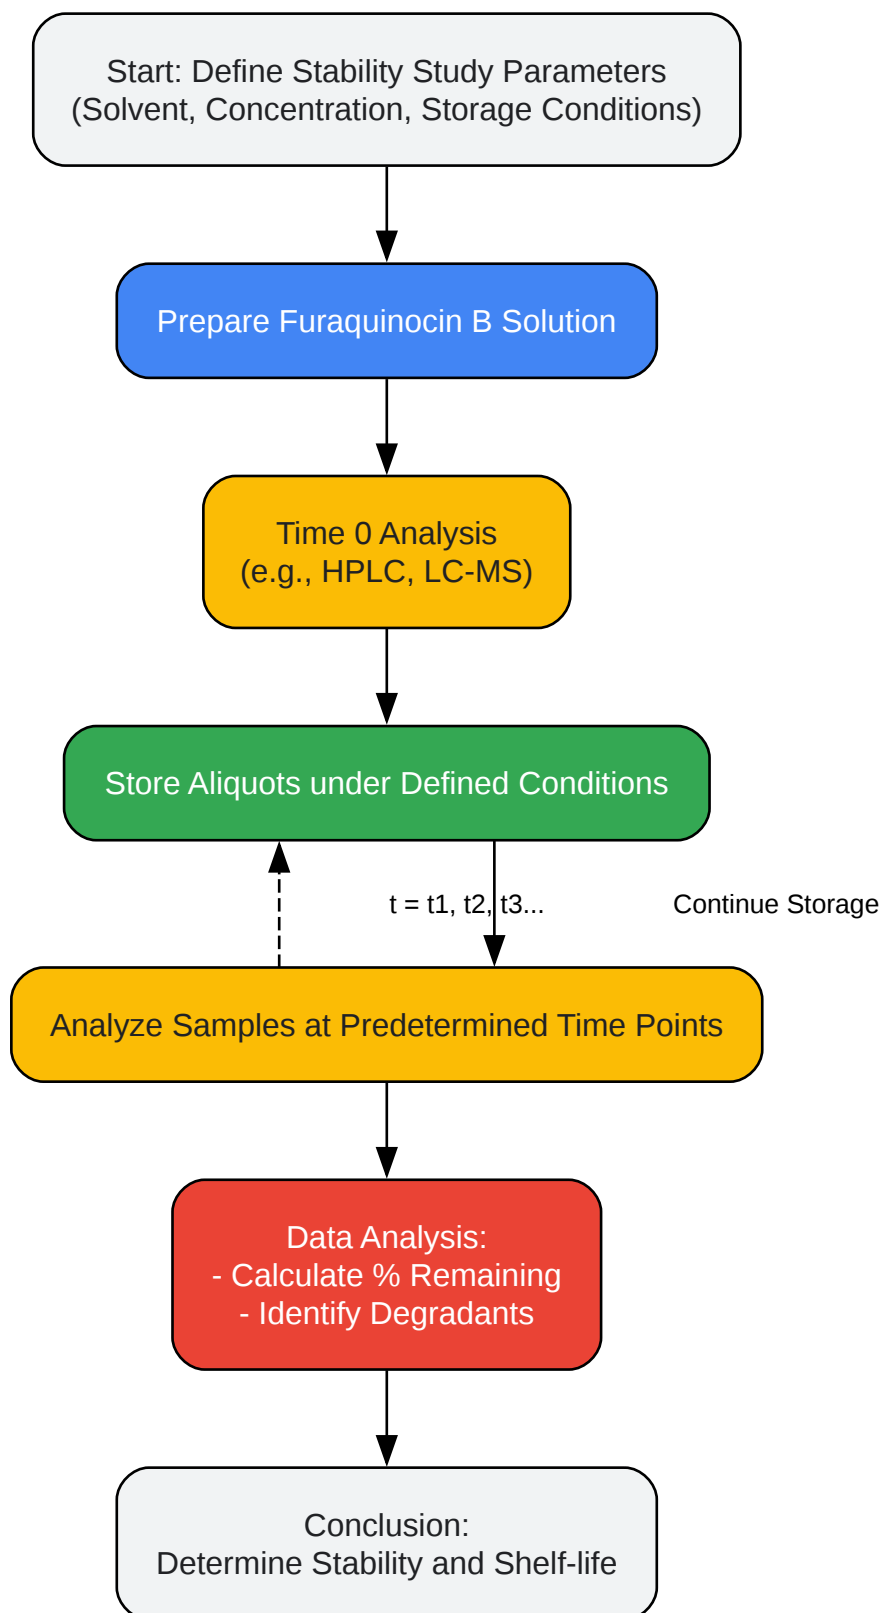 Start: Define Stability Study Parameters
(Solvent, Concentration, Storage Conditions)
Prepare Furaquinocin B Solution
Time 0 Analysis
(e.g., HPLC, LC-MS)
Store Aliquots under Defined Conditions
t = t1, t2, t3...
Continue Storage
Analyze Samples at Predetermined Time Points
Data Analysis:
- Calculate % Remaining
- Identify Degradants
Conclusion:
Determine Stability and Shelf-life